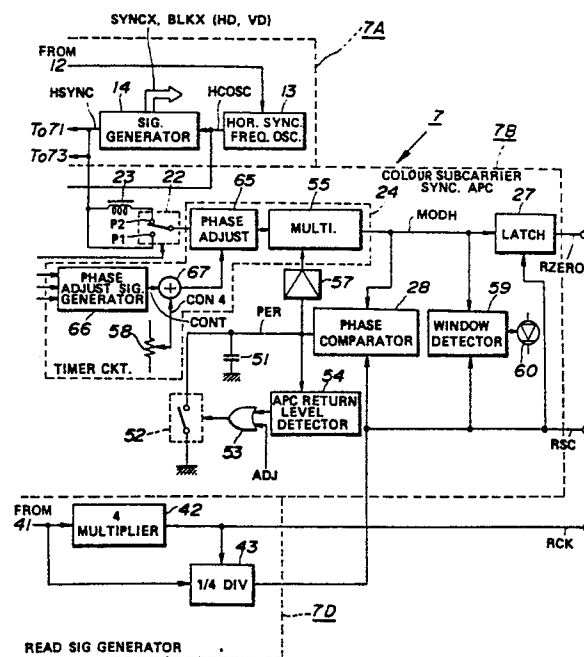 SYNCX, BLKX (HD, VD)
7A
FROM
12
HSYNC
14
HCOSC
13
SIG.
GENERATOR
HOR. SYNC
FREQ. OSC.
To 71
To 73
7
7B
COLOUR SUBCARRIER
SYNC. APC
23
22
65
55
24
27
P2
P1
PHASE
ADJUST
MULTI.
MODH
LATCH
RZERO
67
57
PHASE
ADJUST SIG.
GENERATOR
CON 4
28
59
66
CONT
PER
PHASE
COMPARATOR
WINDOW
DETECTOR
58
51
60
TIMER CKT.
54
52
53
APC RETURN
LEVEL
DETECTOR
RSC
ADJ
FROM
41
42
4
MULTIPLIER
43
RCK
1/4 DIV
7D
READ SIG GENERATOR